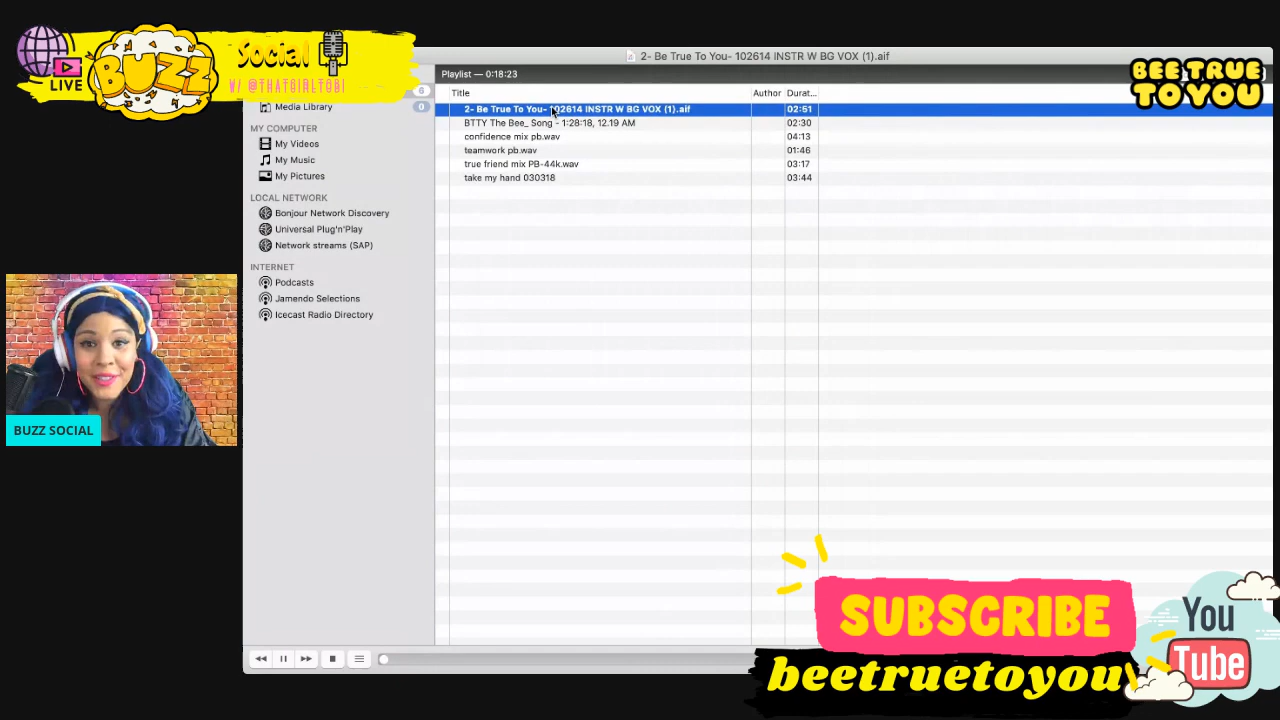 LIVE
BUZZ
Social
W/ @THATGIRLTOBI
2- Be True To You- 102614 INSTR W BG VOX (1).aif
Playlist — 0:18:23
6
Media Library
0
MY COMPUTER
My Videos
My Music
My Pictures
LOCAL NETWORK
Bonjour Network Discovery
Universal Plug'n'Play
Network streams (SAP)
INTERNET
Podcasts
Jamendo Selections
Icecast Radio Directory
Title Author Durat...
2- Be True To You- 102614 INSTR W BG VOX (1).aif 02:51
BTTY The Bee_ Song - 1:28:18, 12.19 AM 02:30
confidence mix pb.wav 04:13
teamwork pb.wav 01:46
true friend mix PB-44k.wav 03:17
take my hand 030318 03:44
BEE TRUE
TO YOU
BUZZ SOCIAL
SUBSCRIBE
beetruetoyou
You
Tube